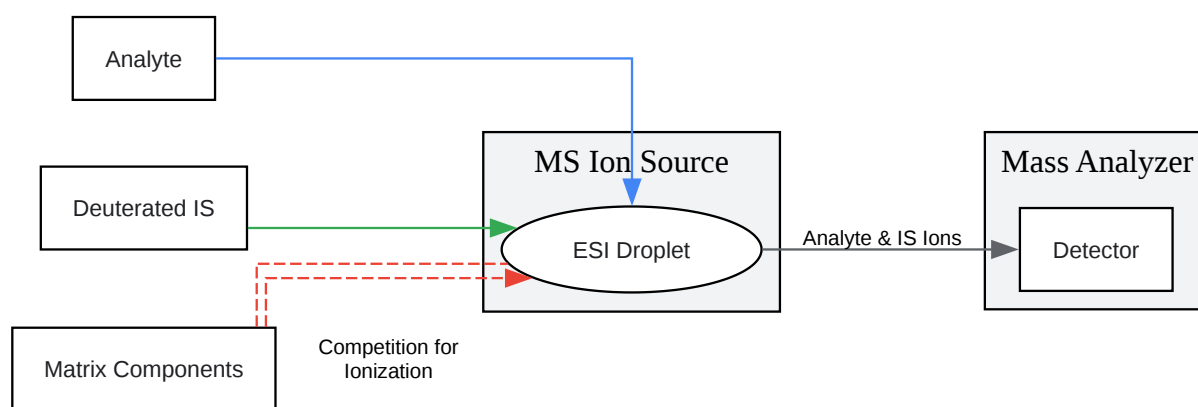 Analyte
MS Ion Source
Mass Analyzer
Deuterated IS
ESI Droplet
Analyte & IS Ions
Detector
Matrix Components
Competition for
Ionization